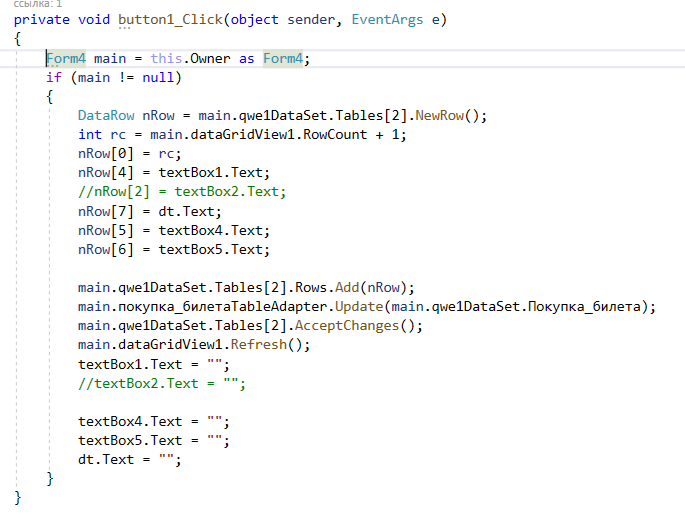 ссылка: 1
private void button1_Click(object sender, EventArgs e)
{
Form4 main = this.Owner as Form4;
if (main != null)
{
DataRow nRow = main.qwe1DataSet.Tables[2].NewRow();
int rc = main.dataGridView1.RowCount + 1;
nRow[0] = rc;
nRow[4] = textBox1.Text;
//nRow[2] = textBox2.Text;
nRow[7] = dt.Text;
nRow[5] = textBox4.Text;
nRow[6] = textBox5.Text;
main.qwe1DataSet.Tables[2].Rows.Add(nRow);
main.покупка_билетаTableAdapter.Update(main.qwe1DataSet.Покупка_билета);
main.qwe1DataSet.Tables[2].AcceptChanges();
main.dataGridView1.Refresh();
textBox1.Text = "";
//textBox2.Text = "";
textBox4.Text = "";
textBox5.Text = "";
dt.Text = "";
}
}